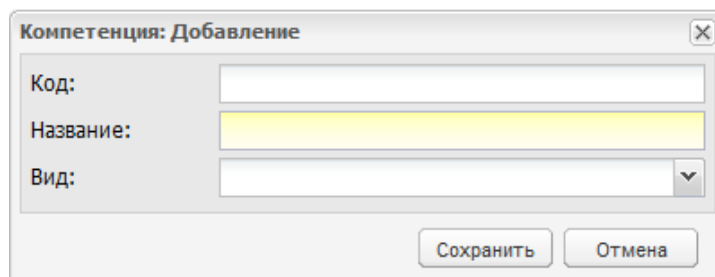 Компетенция: Добавление
Код:
Название:
Вид:
Сохранить Отмена